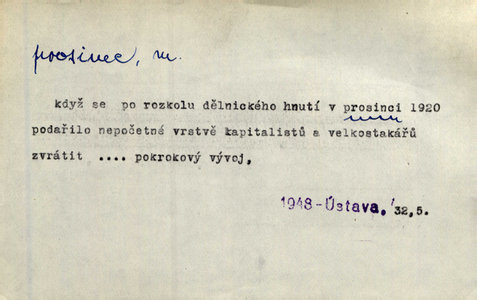 prosinec, m.
když se po rozkolu dělnického hnutí v prosinci 1920
podařilo nepočetné vrstvě kapitalistů a velkostakářů
zvrátit .... pokrokový vývoj.
1948-Ústava, 32,5.